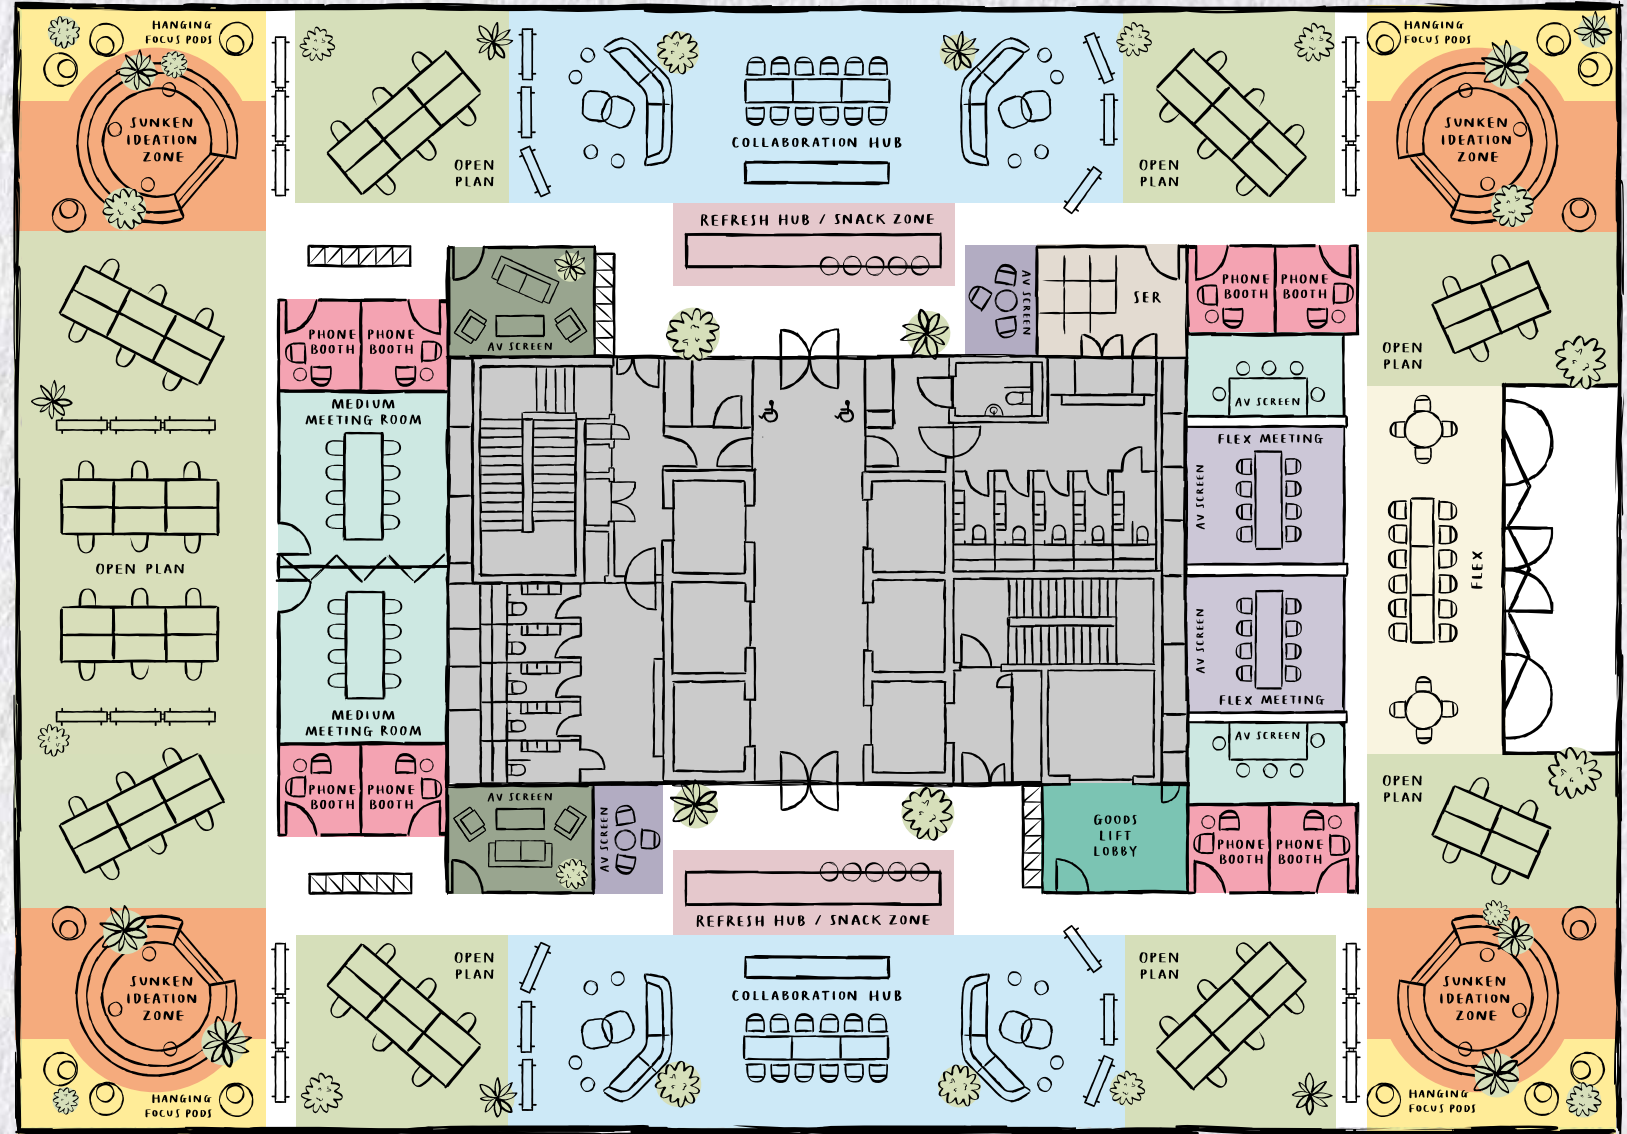 HANGING
FOCUS PODS
SUNKEN
IDEATION
ZONE
OPEN
PLAN
COLLABORATION HUB
OPEN
PLAN
HANGING
FOCUS PODS
SUNKEN
IDEATION
ZONE
REFRESH HUB / SNACK ZONE
AV SCREEN
AV SCREEN
SER
PHONE
BOOTH
PHONE
BOOTH
PHONE
BOOTH
PHONE
BOOTH
OPEN
PLAN
AV SCREEN
MEDIUM
MEETING ROOM
FLEX MEETING
AV SCREEN
OPEN PLAN
FLEX
AV SCREEN
FLEX MEETING
MEDIUM
MEETING ROOM
AV SCREEN
PHONE
BOOTH
PHONE
BOOTH
AV SCREEN
AV SCREEN
GOODS
LIFT
LOBBY
PHONE
BOOTH
PHONE
BOOTH
OPEN
PLAN
REFRESH HUB / SNACK ZONE
SUNKEN
IDEATION
ZONE
HANGING
FOCUS PODS
OPEN
PLAN
COLLABORATION HUB
OPEN
PLAN
SUNKEN
IDEATION
ZONE
HANGING
FOCUS PODS